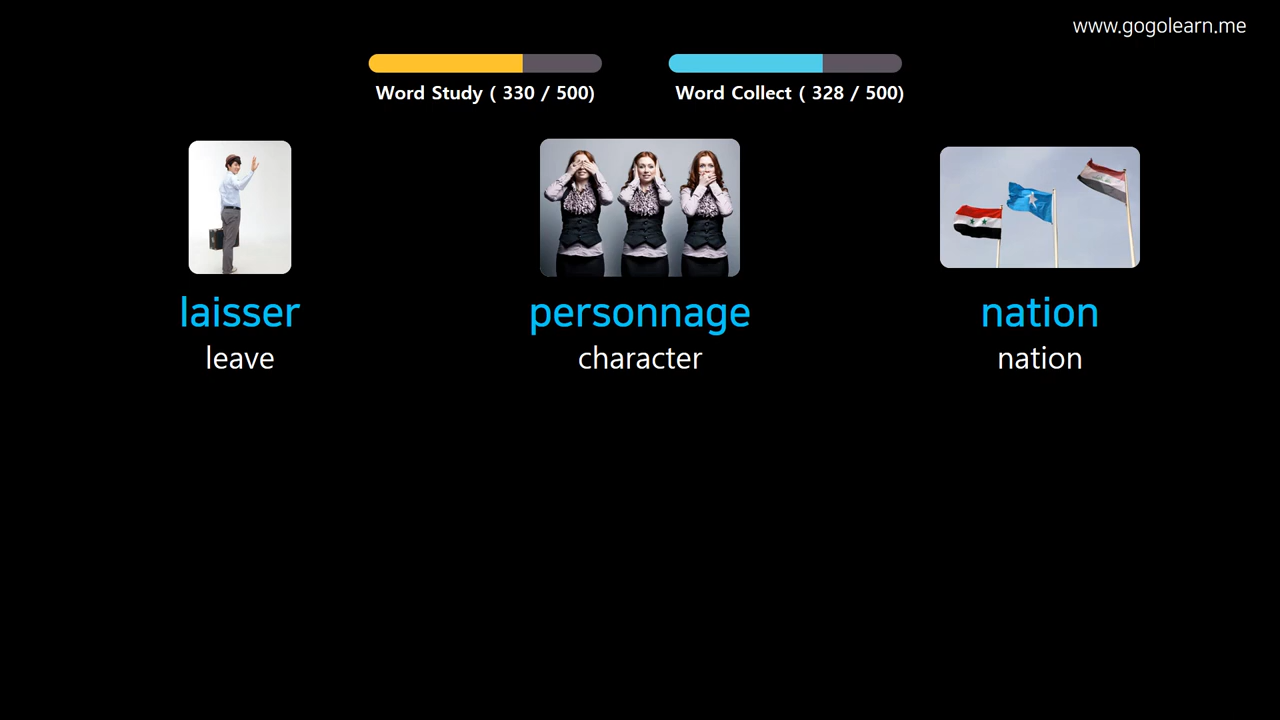 www.gogolearn.me
Word Study ( 330 / 500)
Word Collect ( 328 / 500)
laisser
leave
personnage
character
nation
nation